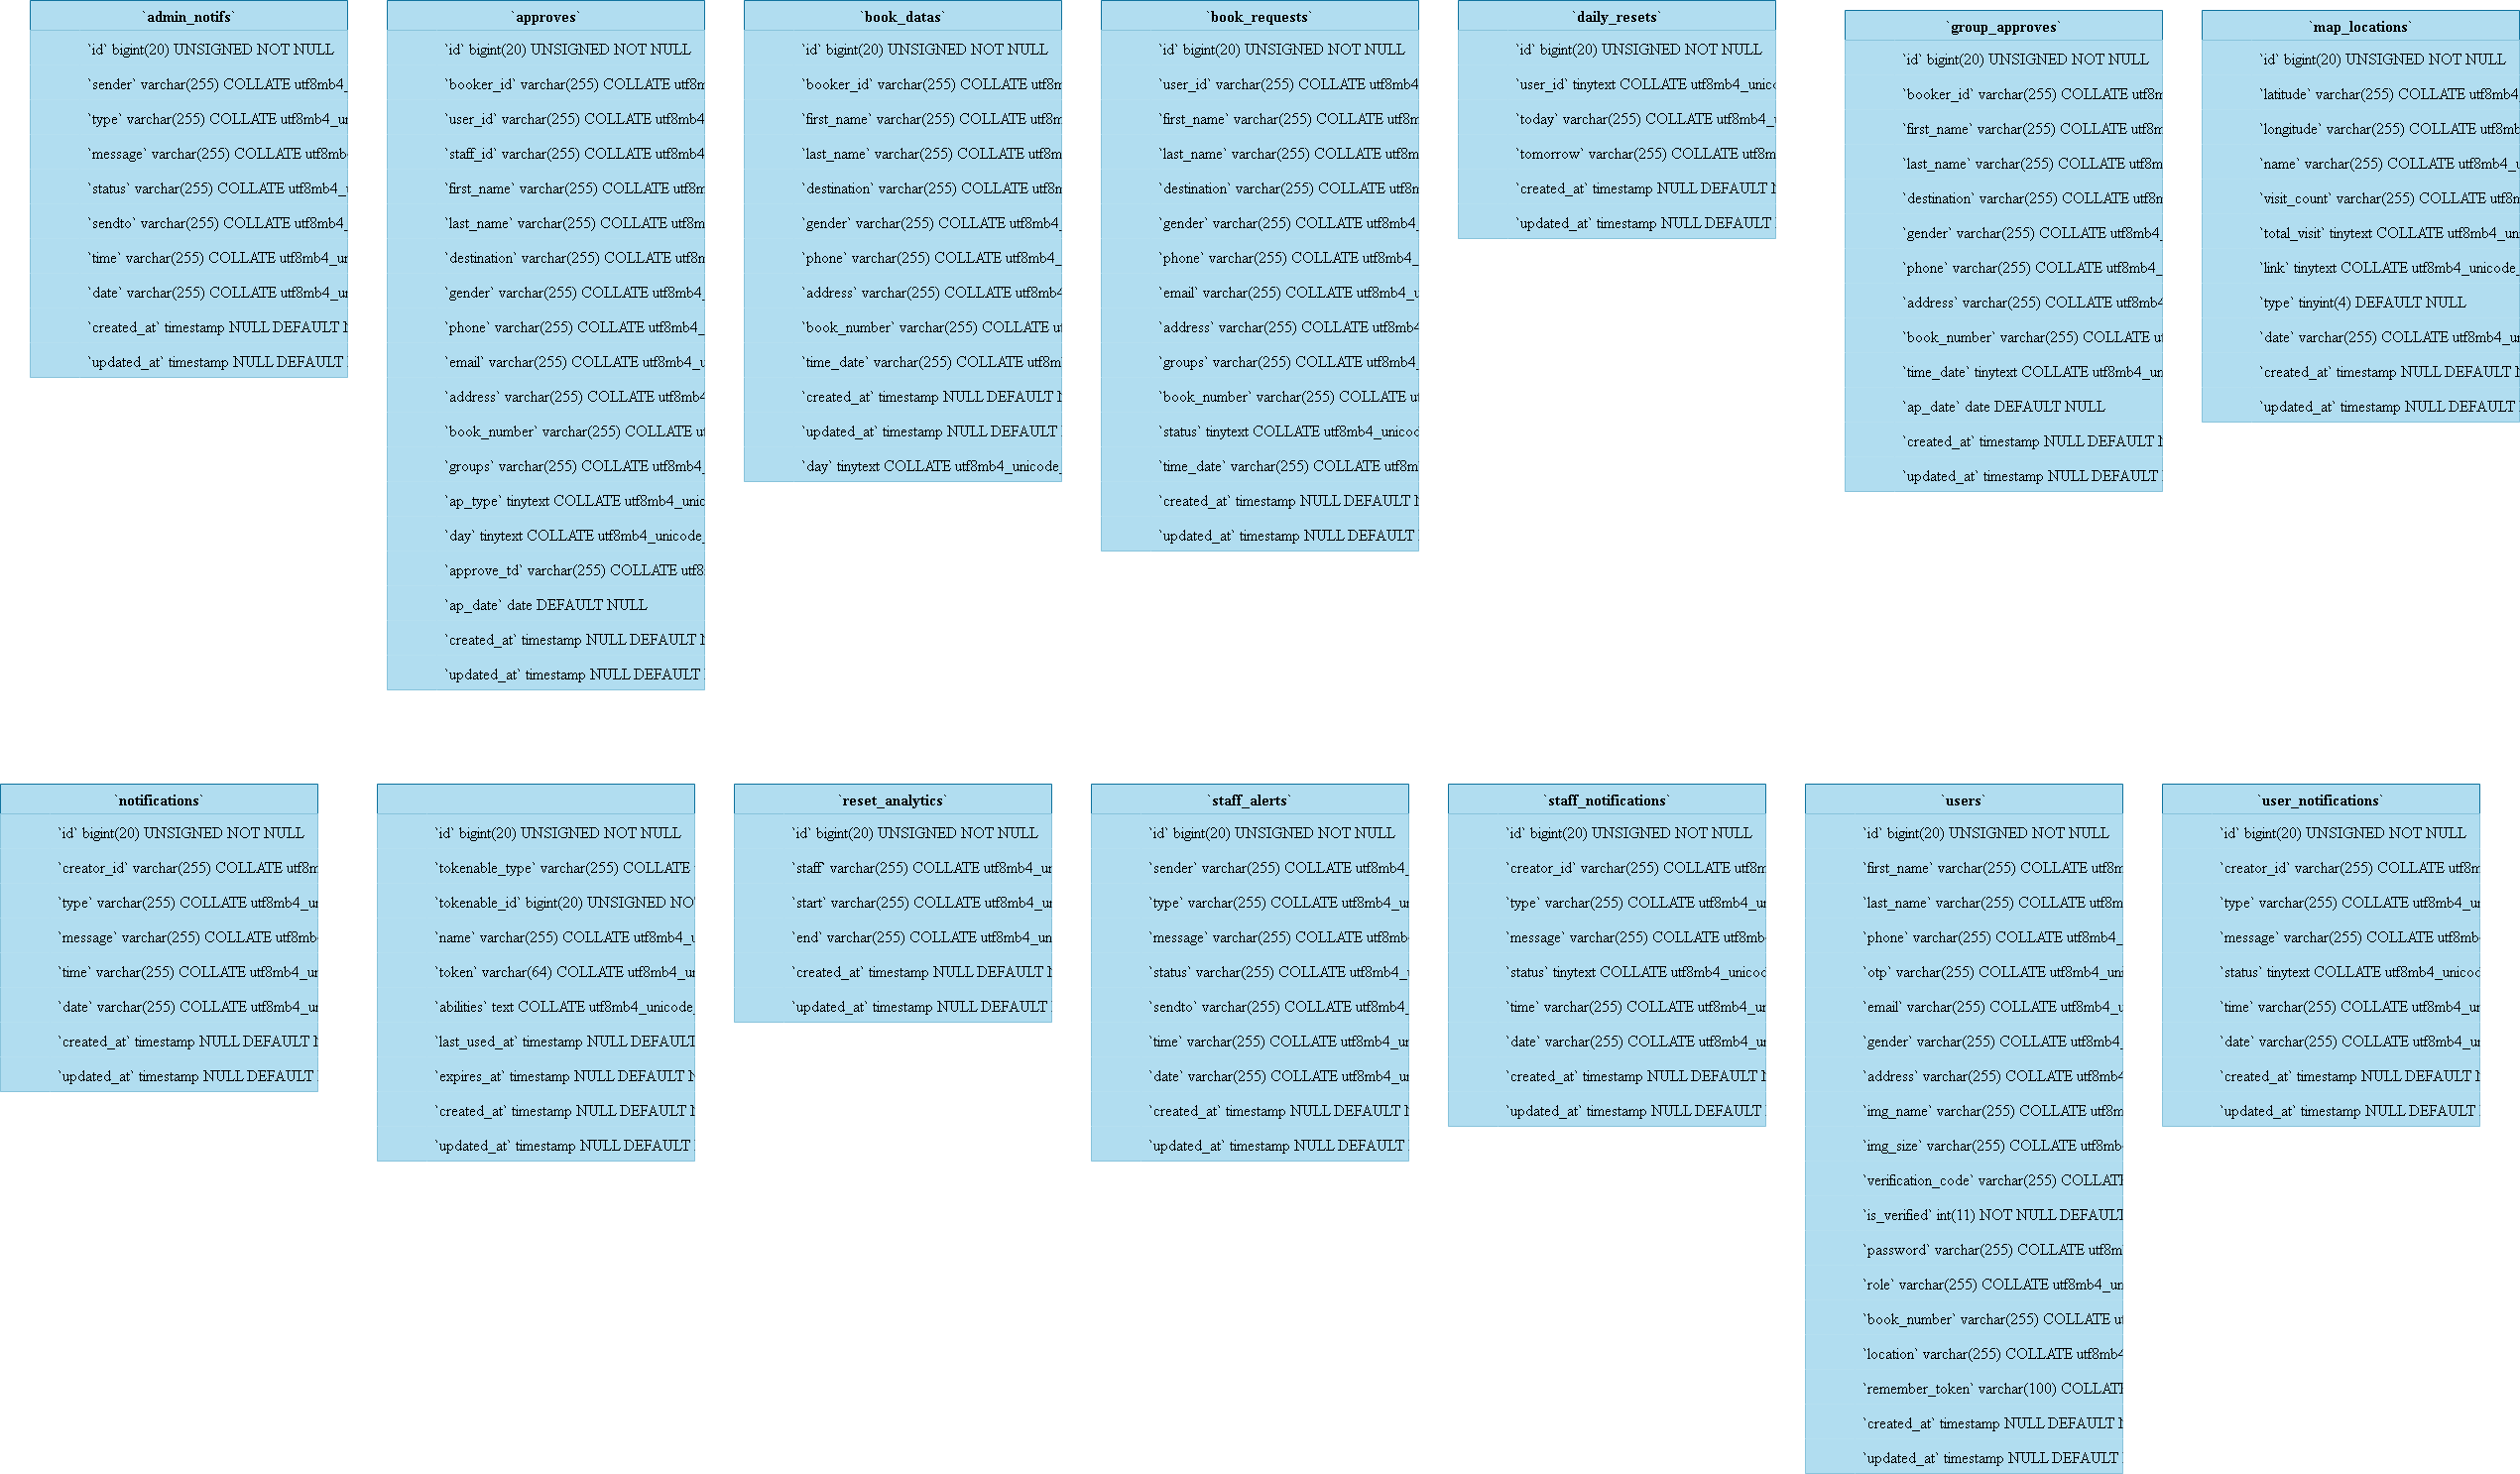 `admin_notifs`
`id` bigint(20) UNSIGNED NOT NULL
`sender` varchar(255) COLLATE utf8mb4_
`type` varchar(255) COLLATE utf8mb4_u
`message` varchar(255) COLLATE utf8mb
`status` varchar(255) COLLATE utf8mb4_
`sendto` varchar(255) COLLATE utf8mb4_
`time` varchar(255) COLLATE utf8mb4_u
`date` varchar(255) COLLATE utf8mb4_u
`created_at` timestamp NULL DEFAULT
`updated_at` timestamp NULL DEFAULT
`approves`
`id` bigint(20) UNSIGNED NOT NULL
`booker_id` varchar(255) COLLATE utf8m
`user_id` varchar(255) COLLATE utf8mb4
`staff_id` varchar(255) COLLATE utf8mb4
`first_name` varchar(255) COLLATE utf8m
`last_name` varchar(255) COLLATE utf8m
`destination` varchar(255) COLLATE utf8m
`gender` varchar(255) COLLATE utf8mb4_
`phone` varchar(255) COLLATE utf8mb4_
`email` varchar(255) COLLATE utf8mb4_u
`address` varchar(255) COLLATE utf8mb4
`book_number` varchar(255) COLLATE ut
`groups` varchar(255) COLLATE utf8mb4_
`ap_type` tinytext COLLATE utf8mb4_unic
`day` tinytext COLLATE utf8mb4_unicode_
`approve_td` varchar(255) COLLATE utf8
`ap_date` date DEFAULT NULL
`created_at` timestamp NULL DEFAULT
`updated_at` timestamp NULL DEFAULT
`book_datas`
`id` bigint(20) UNSIGNED NOT NULL
`booker_id` varchar(255) COLLATE utf8m
`first_name` varchar(255) COLLATE utf8m
`last_name` varchar(255) COLLATE utf8m
`destination` varchar(255) COLLATE utf8m
`gender` varchar(255) COLLATE utf8mb4_
`phone` varchar(255) COLLATE utf8mb4_
`address` varchar(255) COLLATE utf8mb4
`book_number` varchar(255) COLLATE ut
`time_date` varchar(255) COLLATE utf8m
`created_at` timestamp NULL DEFAULT
`updated_at` timestamp NULL DEFAULT
`day` tinytext COLLATE utf8mb4_unicode_
`book_requests`
`id` bigint(20) UNSIGNED NOT NULL
`user_id` varchar(255) COLLATE utf8mb4
`first_name` varchar(255) COLLATE utf8m
`last_name` varchar(255) COLLATE utf8m
`destination` varchar(255) COLLATE utf8m
`gender` varchar(255) COLLATE utf8mb4_
`phone` varchar(255) COLLATE utf8mb4_
`email` varchar(255) COLLATE utf8mb4_u
`address` varchar(255) COLLATE utf8mb4
`groups` varchar(255) COLLATE utf8mb4_
`book_number` varchar(255) COLLATE ut
`status` tinytext COLLATE utf8mb4_unicod
`time_date` varchar(255) COLLATE utf8m
`created_at` timestamp NULL DEFAULT
`updated_at` timestamp NULL DEFAULT
`daily_resets`
`id` bigint(20) UNSIGNED NOT NULL
`user_id` tinytext COLLATE utf8mb4_unico
`today` varchar(255) COLLATE utf8mb4_
`tomorrow` varchar(255) COLLATE utf8m
`created_at` timestamp NULL DEFAULT
`updated_at` timestamp NULL DEFAULT
`group_approves`
`id` bigint(20) UNSIGNED NOT NULL
`booker_id` varchar(255) COLLATE utf8m
`first_name` varchar(255) COLLATE utf8m
`last_name` varchar(255) COLLATE utf8m
`destination` varchar(255) COLLATE utf8m
`gender` varchar(255) COLLATE utf8mb4_
`phone` varchar(255) COLLATE utf8mb4_
`address` varchar(255) COLLATE utf8mb4
`book_number` varchar(255) COLLATE ut
`time_date` tinytext COLLATE utf8mb4_un
`ap_date` date DEFAULT NULL
`created_at` timestamp NULL DEFAULT
`updated_at` timestamp NULL DEFAULT
`map_locations`
`id` bigint(20) UNSIGNED NOT NULL
`latitude` varchar(255) COLLATE utf8mb4
`longitude` varchar(255) COLLATE utf8mb
`name` varchar(255) COLLATE utf8mb4_u
`visit_count` varchar(255) COLLATE utf8m
`total_visit` tinytext COLLATE utf8mb4_un
`link` tinytext COLLATE utf8mb4_unicode_
`type` tinyint(4) DEFAULT NULL
`date` varchar(255) COLLATE utf8mb4_u
`created_at` timestamp NULL DEFAULT
`updated_at` timestamp NULL DEFAULT
`notifications`
`id` bigint(20) UNSIGNED NOT NULL
`creator_id` varchar(255) COLLATE utf8m
`type` varchar(255) COLLATE utf8mb4_u
`message` varchar(255) COLLATE utf8mb
`time` varchar(255) COLLATE utf8mb4_u
`date` varchar(255) COLLATE utf8mb4_u
`created_at` timestamp NULL DEFAULT
`updated_at` timestamp NULL DEFAULT
`id` bigint(20) UNSIGNED NOT NULL
`tokenable_type` varchar(255) COLLATE
`tokenable_id` bigint(20) UNSIGNED NO
`name` varchar(255) COLLATE utf8mb4_u
`token` varchar(64) COLLATE utf8mb4_u
`abilities` text COLLATE utf8mb4_unicode_
`last_used_at` timestamp NULL DEFAULT
`expires_at` timestamp NULL DEFAULT
`created_at` timestamp NULL DEFAULT
`updated_at` timestamp NULL DEFAULT
`reset_analytics`
`id` bigint(20) UNSIGNED NOT NULL
`staff` varchar(255) COLLATE utf8mb4_u
`start` varchar(255) COLLATE utf8mb4_u
`end` varchar(255) COLLATE utf8mb4_un
`created_at` timestamp NULL DEFAULT
`updated_at` timestamp NULL DEFAULT
`staff_alerts`
`id` bigint(20) UNSIGNED NOT NULL
`sender` varchar(255) COLLATE utf8mb4_
`type` varchar(255) COLLATE utf8mb4_u
`message` varchar(255) COLLATE utf8mb
`status` varchar(255) COLLATE utf8mb4_
`sendto` varchar(255) COLLATE utf8mb4_
`time` varchar(255) COLLATE utf8mb4_u
`date` varchar(255) COLLATE utf8mb4_u
`created_at` timestamp NULL DEFAULT
`updated_at` timestamp NULL DEFAULT
`staff_notifications`
`id` bigint(20) UNSIGNED NOT NULL
`creator_id` varchar(255) COLLATE utf8m
`type` varchar(255) COLLATE utf8mb4_u
`message` varchar(255) COLLATE utf8mb
`status` tinytext COLLATE utf8mb4_unicod
`time` varchar(255) COLLATE utf8mb4_u
`date` varchar(255) COLLATE utf8mb4_u
`created_at` timestamp NULL DEFAULT
`updated_at` timestamp NULL DEFAULT
`users`
`id` bigint(20) UNSIGNED NOT NULL
`first_name` varchar(255) COLLATE utf8m
`last_name` varchar(255) COLLATE utf8m
`phone` varchar(255) COLLATE utf8mb4_
`otp` varchar(255) COLLATE utf8mb4_un
`email` varchar(255) COLLATE utf8mb4_u
`gender` varchar(255) COLLATE utf8mb4_
`address` varchar(255) COLLATE utf8mb4
`img_name` varchar(255) COLLATE utf8m
`img_size` varchar(255) COLLATE utf8mb
`verification_code` varchar(255) COLLATE
`is_verified` int(11) NOT NULL DEFAULT
`password` varchar(255) COLLATE utf8m
`role` varchar(255) COLLATE utf8mb4_un
`book_number` varchar(255) COLLATE ut
`location` varchar(255) COLLATE utf8mb4
`remember_token` varchar(100) COLLATE
`created_at` timestamp NULL DEFAULT
`updated_at` timestamp NULL DEFAULT
`user_notifications`
`id` bigint(20) UNSIGNED NOT NULL
`creator_id` varchar(255) COLLATE utf8m
`type` varchar(255) COLLATE utf8mb4_u
`message` varchar(255) COLLATE utf8mb
`status` tinytext COLLATE utf8mb4_unicod
`time` varchar(255) COLLATE utf8mb4_u
`date` varchar(255) COLLATE utf8mb4_u
`created_at` timestamp NULL DEFAULT
`updated_at` timestamp NULL DEFAULT